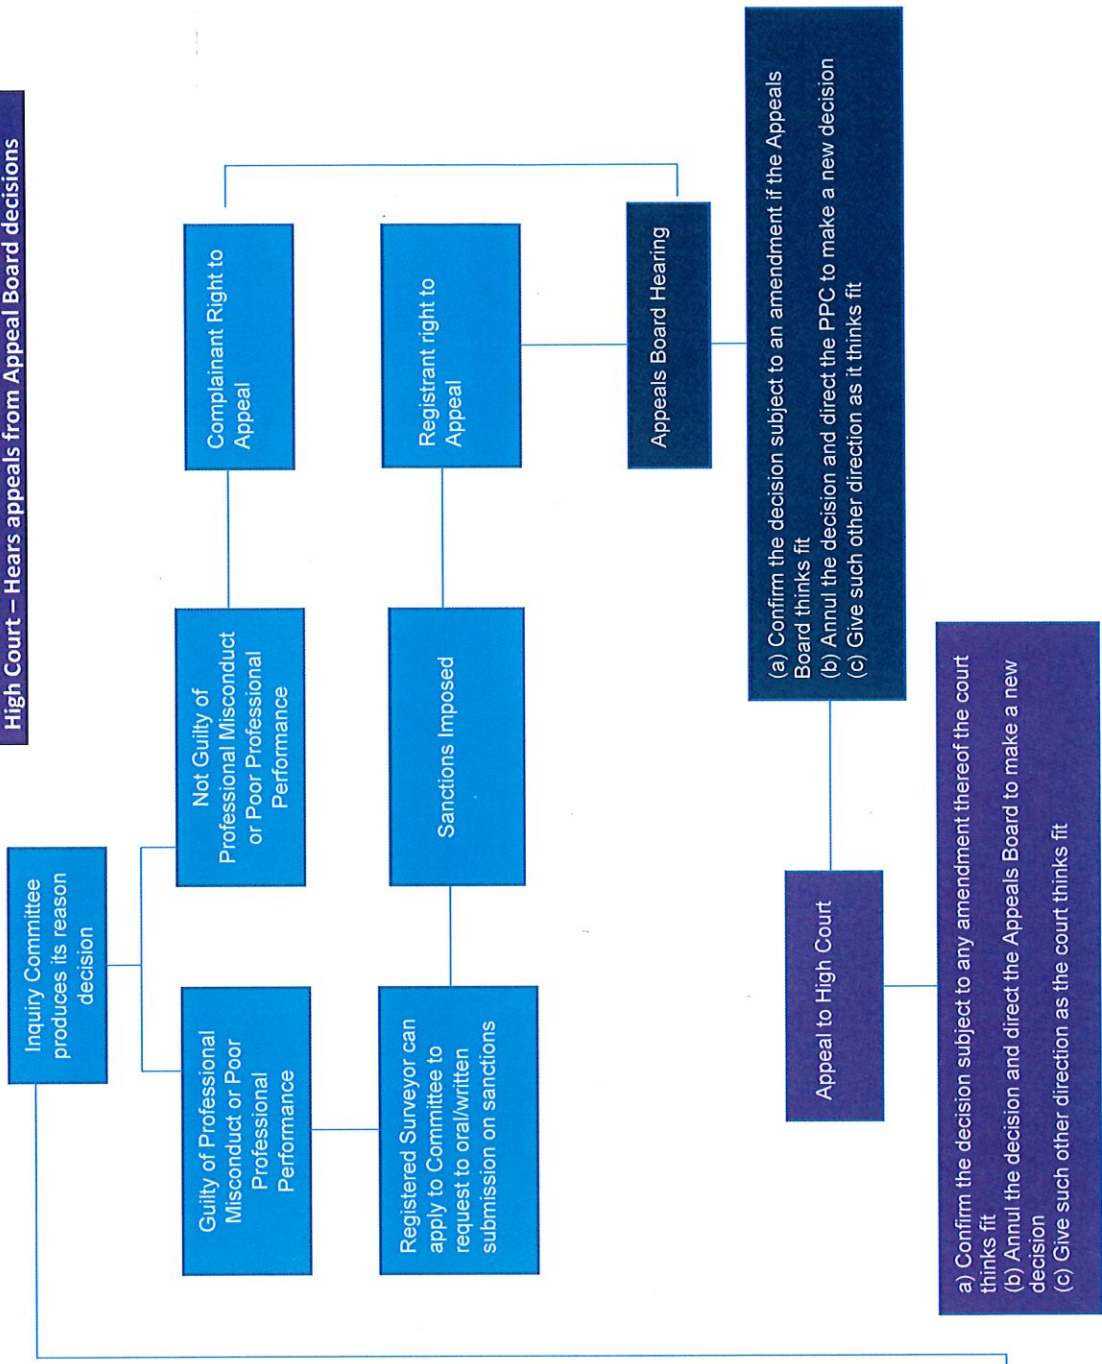 High Court – Hears appeals from Appeal Board decisions
Inquiry Committee
produces its reason
decision
Guilty of Professional
Misconduct or Poor
Professional
Performance
Not Guilty of
Professional Misconduct
or Poor Professional
Performance
Complainant Right to
Appeal
Registered Surveyor can
apply to Committee to
request to oral/written
submission on sanctions
Sanctions Imposed
Registrant right to
Appeal
Appeals Board Hearing
(a) Confirm the decision subject to an amendment if the Appeals
Board thinks fit
(b) Annul the decision and direct the PPC to make a new decision
(c) Give such other direction as it thinks fit
Appeal to High Court
a) Confirm the decision subject to any amendment thereof the court
thinks fit
(b) Annul the decision and direct the Appeals Board to make a new
decision
(c) Give such other direction as the court thinks fit